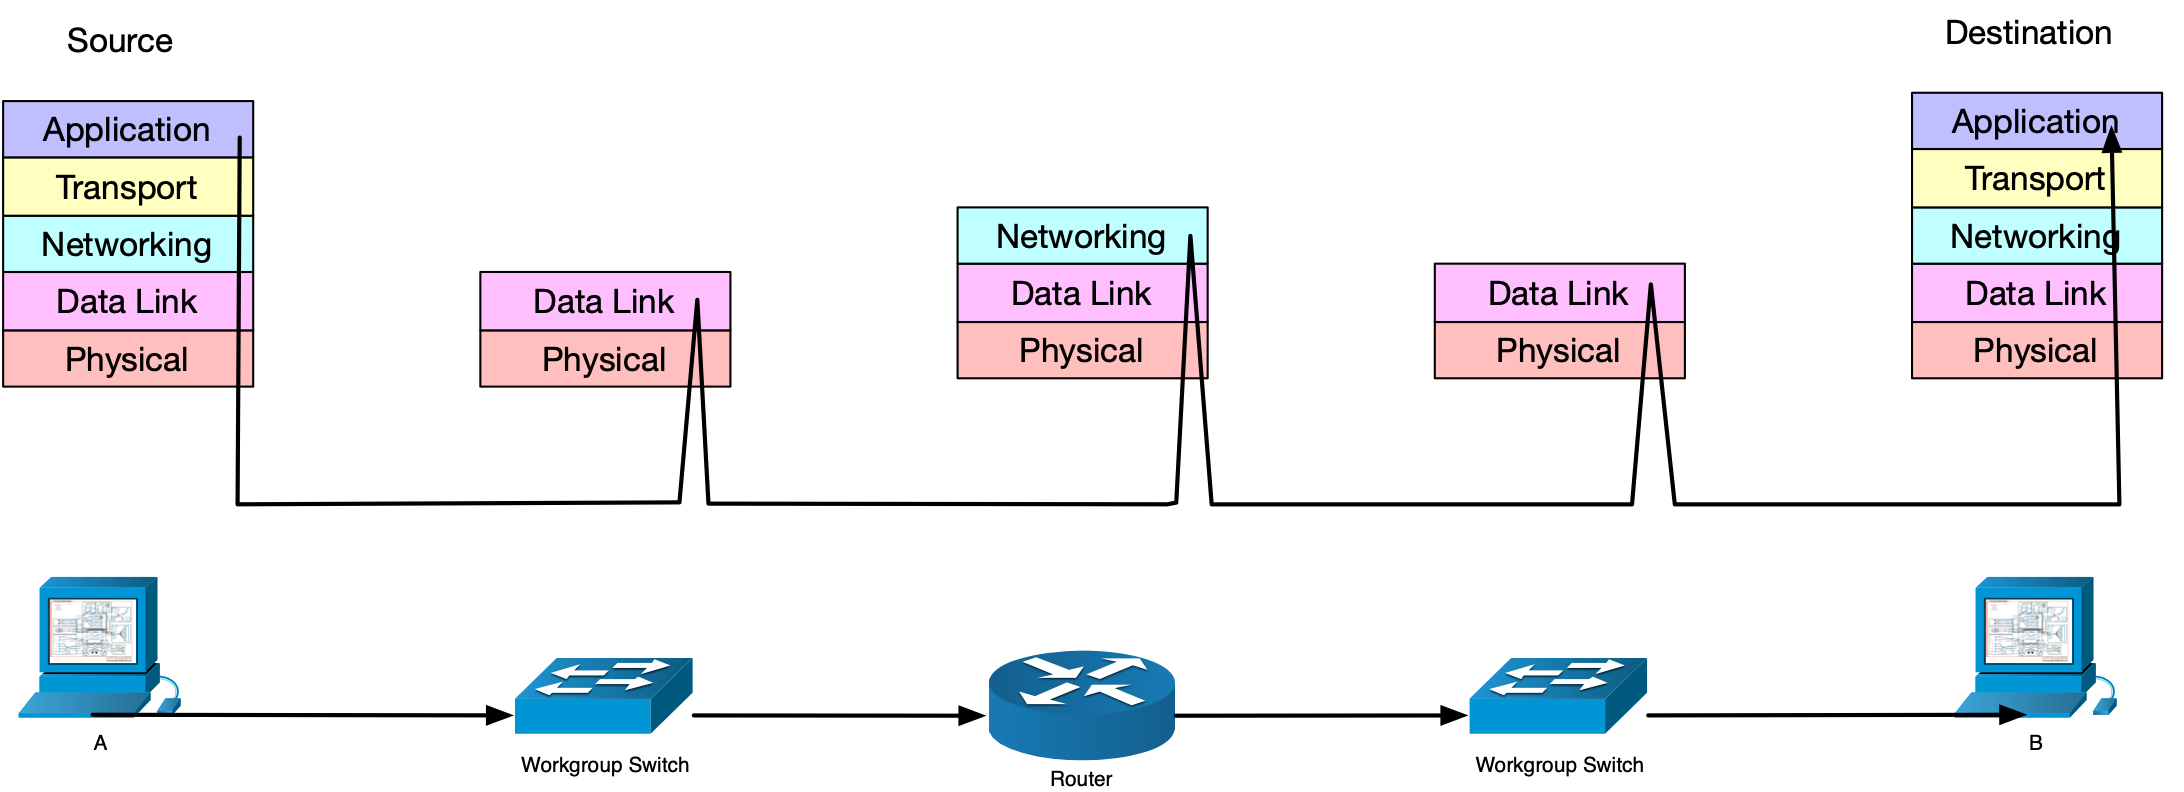 Source
Destination
Application
Transport
Networking
Data Link
Physical
Data Link
Physical
Networking
Data Link
Physical
Data Link
Physical
Application
Transport
Networking
Data Link
Physical
A
Workgroup Switch
Router
Workgroup Switch
B